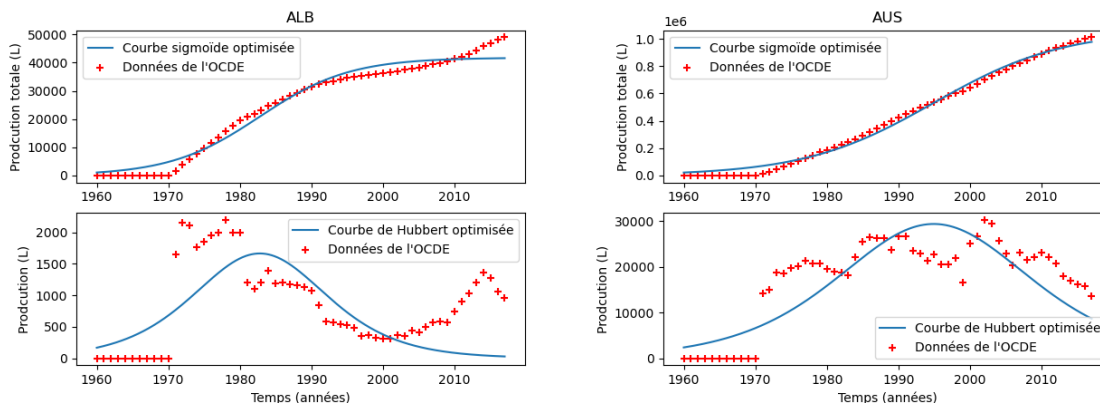 ALB
Prodcution totale (L)
50000
40000
30000
20000
10000
0
Courbe sigmoïde optimisée
Données de l'OCDE
1960 1970 1980 1990 2000 2010
Prodcution (L)
2000
1500
1000
500
0
Courbe de Hubbert optimisée
Données de l'OCDE
1960 1970 1980 1990 2000 2010
Temps (années)
AUS
1e6
Prodcution totale (L)
1.0
0.8
0.6
0.4
0.2
0.0
Courbe sigmoïde optimisée
Données de l'OCDE
1960 1970 1980 1990 2000 2010
Prodcution (L)
30000
20000
10000
0
Courbe de Hubbert optimisée
Données de l'OCDE
1960 1970 1980 1990 2000 2010
Temps (années)